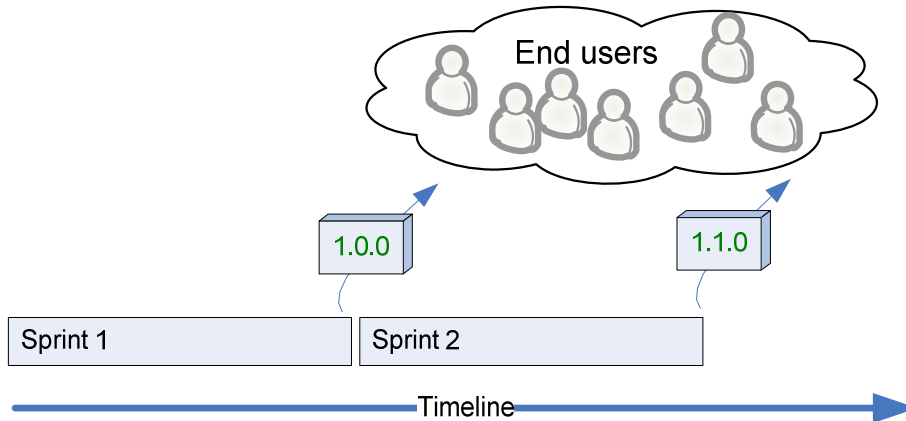 End users
1.0.0
1.1.0
Sprint 1
Sprint 2
Timeline